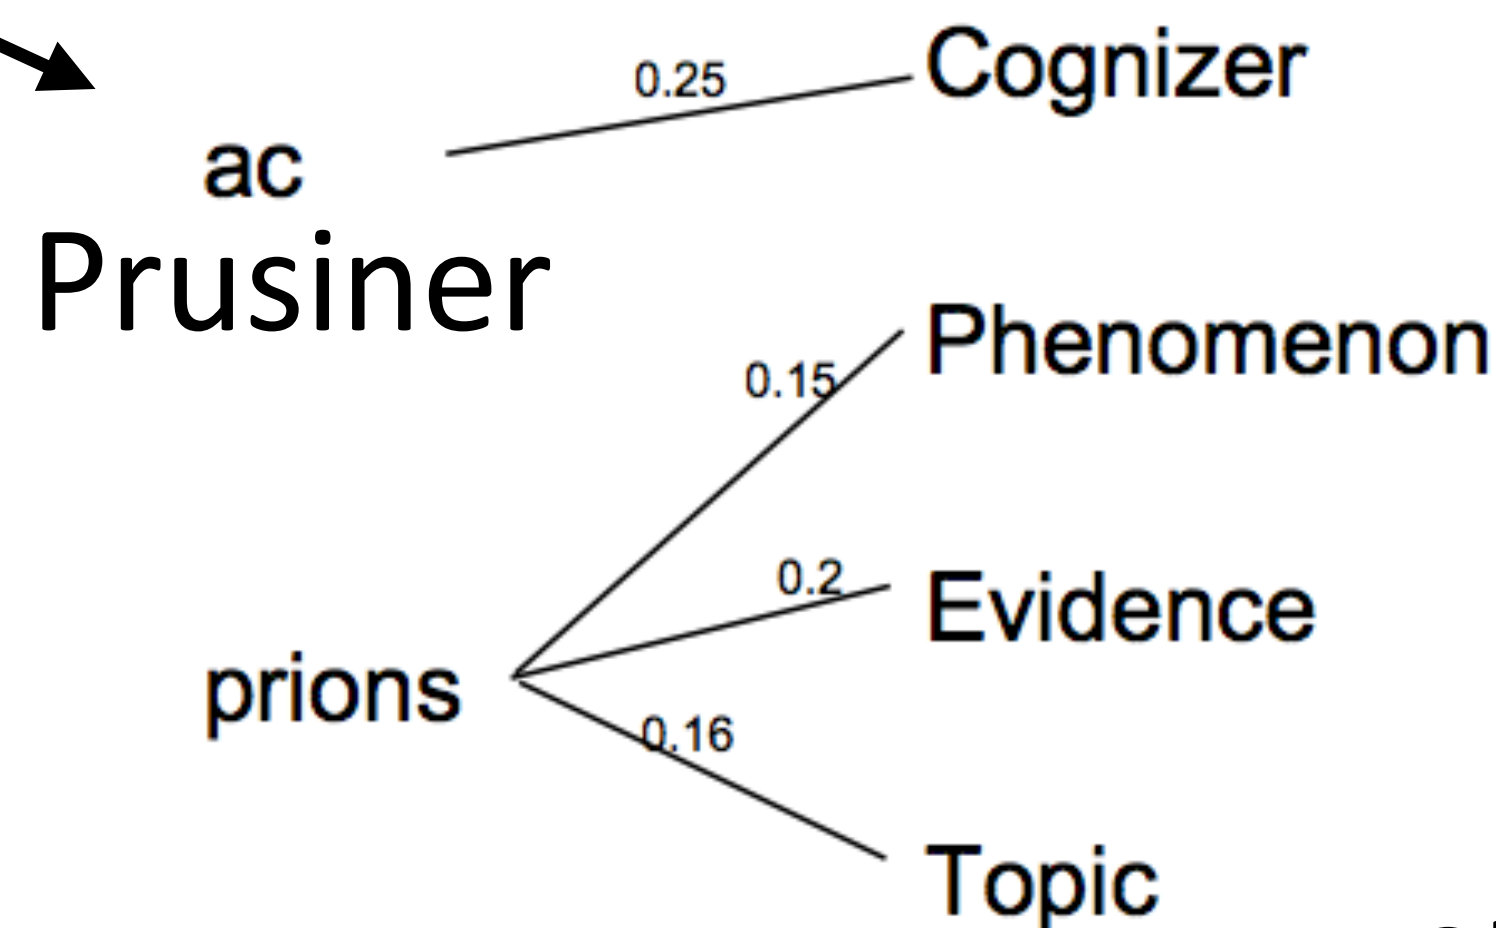 0.25 Cognizer
ac
Prusiner
Phenomenon
0.15
0.2
Evidence
prions
0.16
Topic